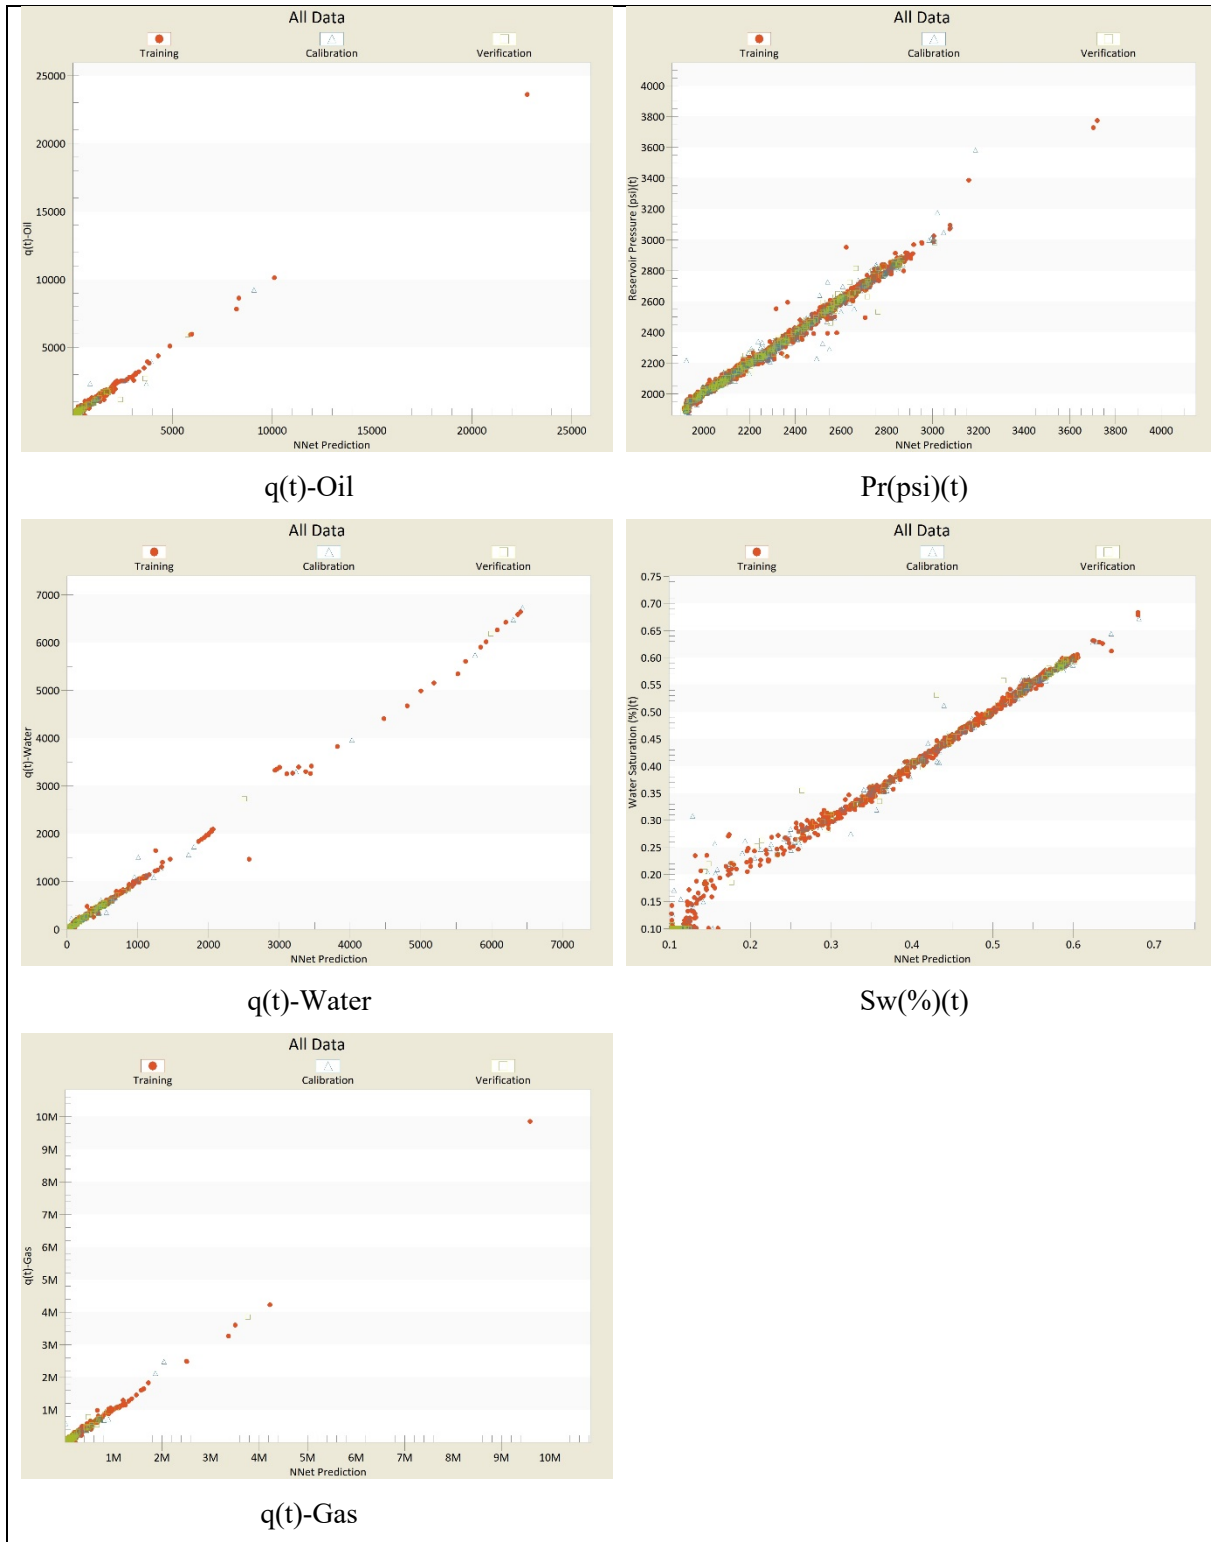 All Data
Training Calibration Verification
25000
20000
15000
10000
5000
q(t)-Oil
5000 10000 15000 20000 25000
NNet Prediction
q(t)-Oil
All Data
Training Calibration Verification
4000
3800
3600
3400
3200
3000
2800
2600
2400
2200
2000
Reservoir Pressure (psi)(t)
2000 2200 2400 2600 2800 3000 3200 3400 3600 3800 4000
NNet Prediction
Pr(psi)(t)
All Data
Training Calibration Verification
7000
6000
5000
4000
3000
2000
1000
0
q(t)-Water
0 1000 2000 3000 4000 5000 6000 7000
NNet Prediction
q(t)-Water
All Data
Training Calibration Verification
0.75
0.70
0.65
0.60
0.55
0.50
0.45
0.40
0.35
0.30
0.25
0.20
0.15
0.10
Water Saturation (%)(t)
0.1 0.2 0.3 0.4 0.5 0.6 0.7
NNet Prediction
Sw(%)(t)
All Data
Training Calibration Verification
10M
9M
8M
7M
6M
5M
4M
3M
2M
1M
q(t)-Gas
1M 2M 3M 4M 5M 6M 7M 8M 9M 10M
NNet Prediction
q(t)-Gas